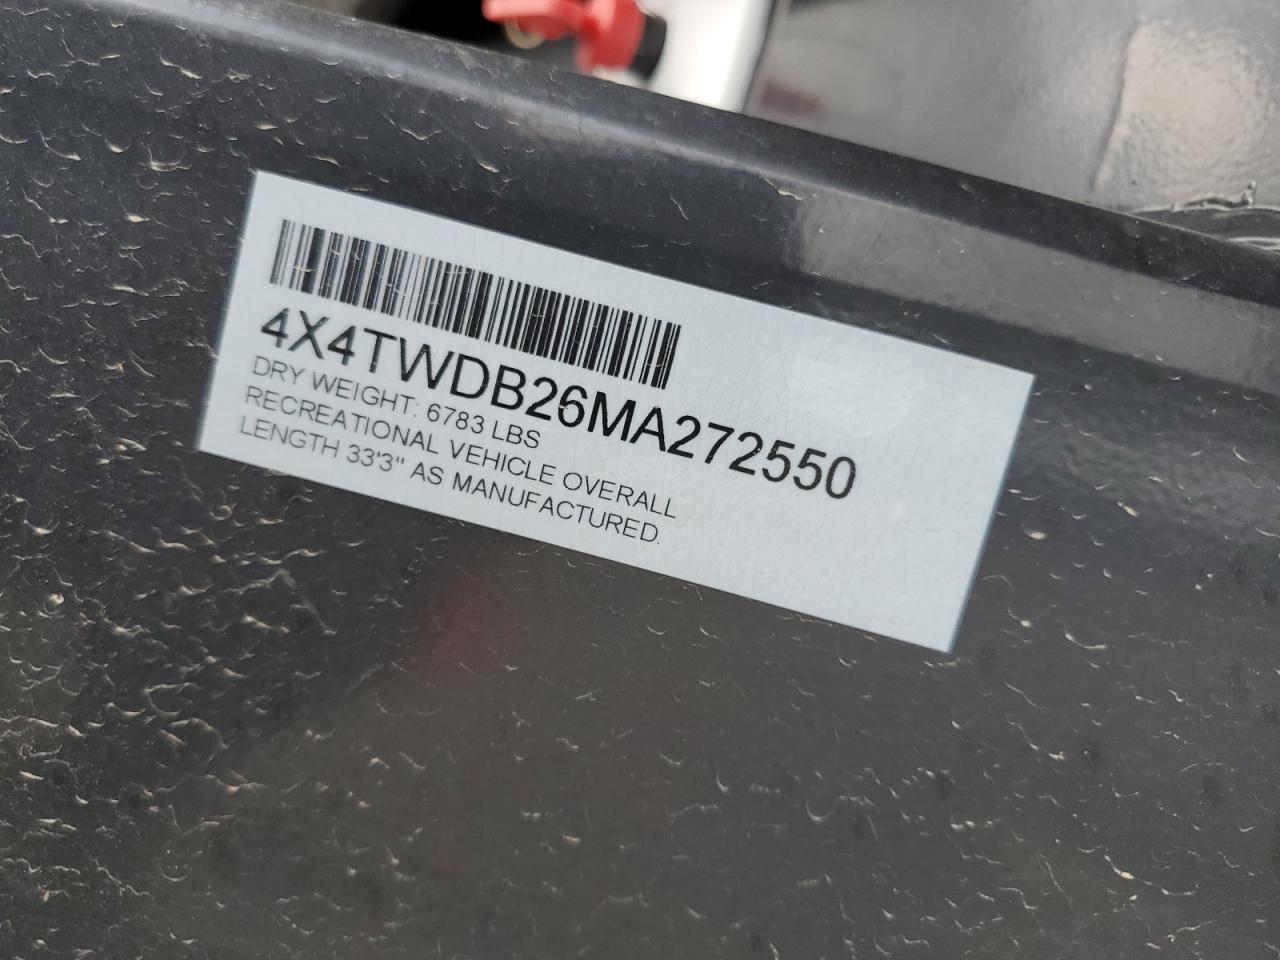 4X4TWDB26MA272550
DRY WEIGHT: 6783 LBS
RECREATIONAL VEHICLE OVERALL
LENGTH 33'3" AS MANUFACTURED.